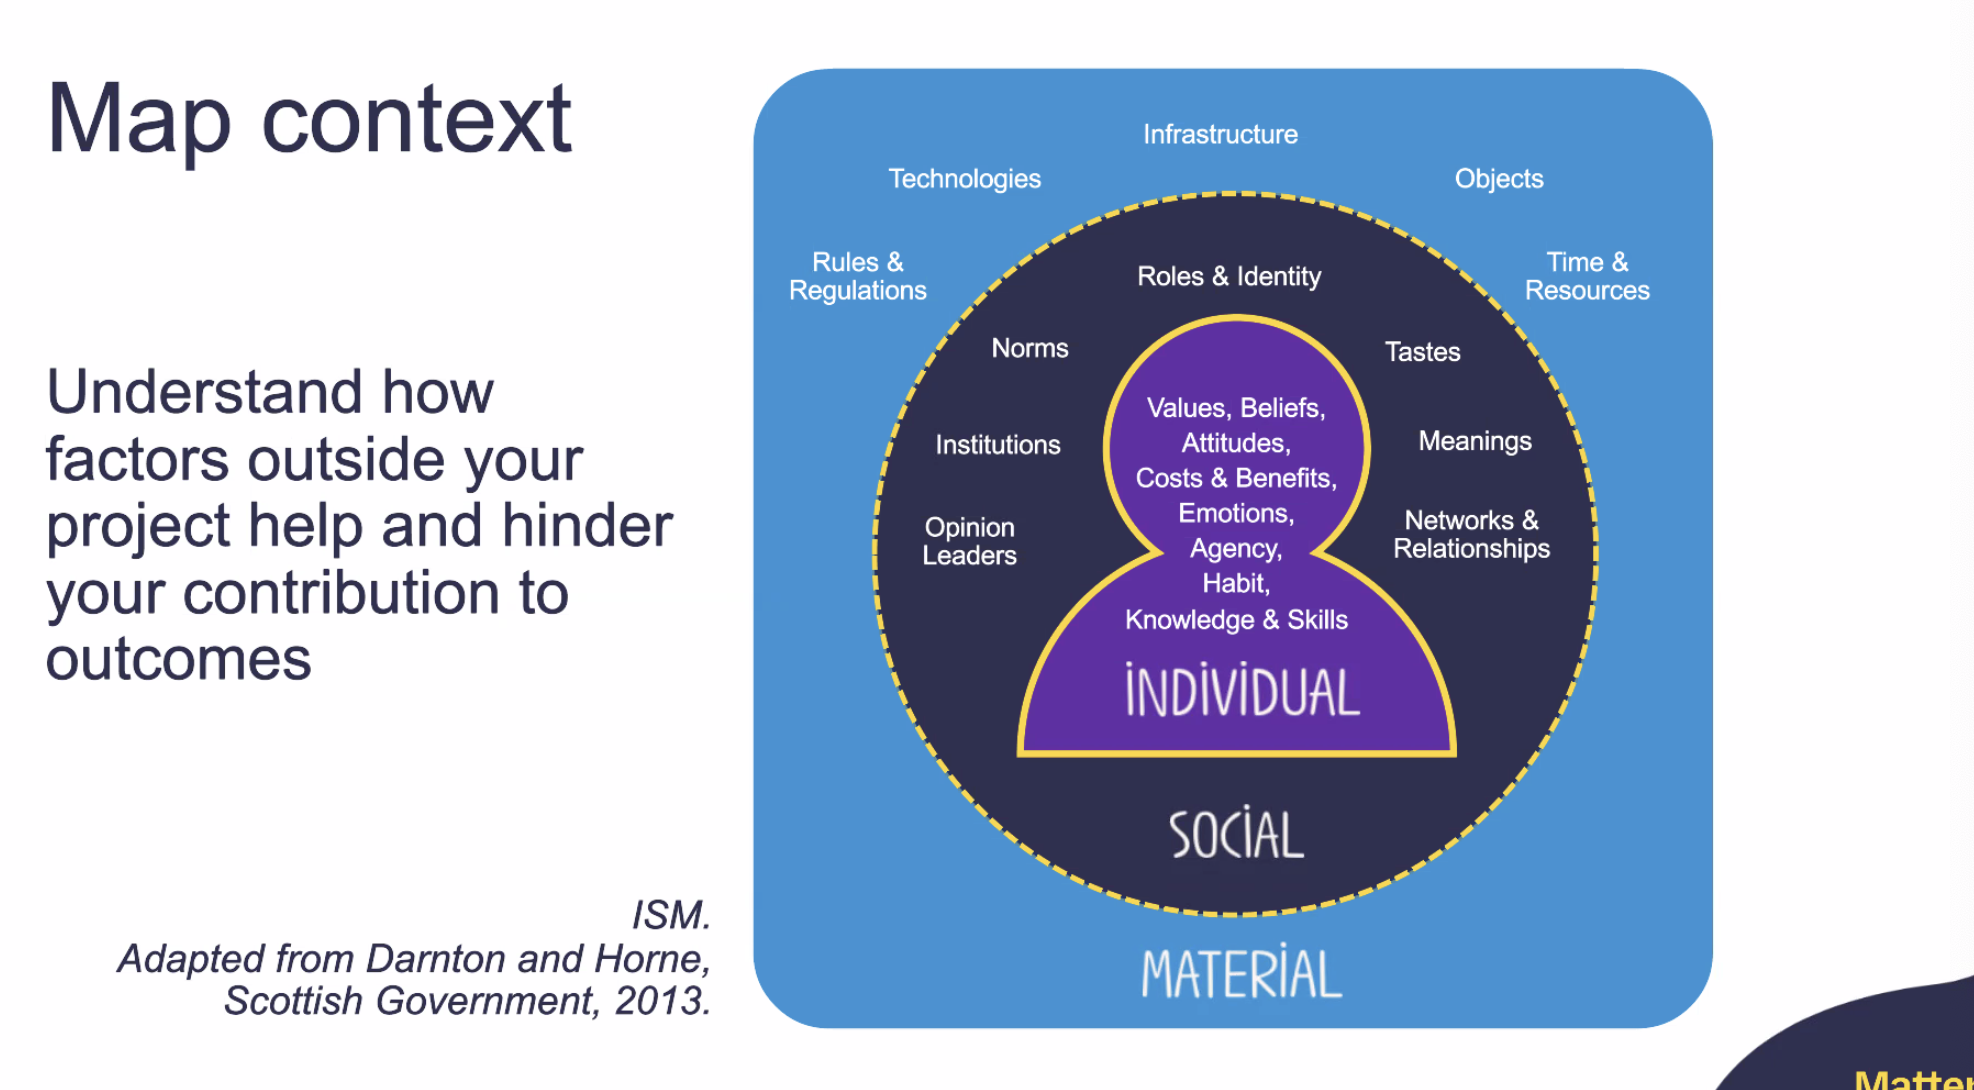 Map context
Understand how
factors outside your
project help and hinder
your contribution to
outcomes
ISM.
Adapted from Darnton and Horne,
Scottish Government, 2013.
Infrastructure
Technologies
Objects
Rules &
Regulations
Time &
Resources
Roles & Identity
Norms
Tastes
Institutions
Meanings
Opinion
Leaders
Networks &
Relationships
Values, Beliefs,
Attitudes,
Costs & Benefits,
Emotions,
Agency,
Habit,
Knowledge & Skills
INDIVIDUAL
SOCIAL
MATERIAL
Matter